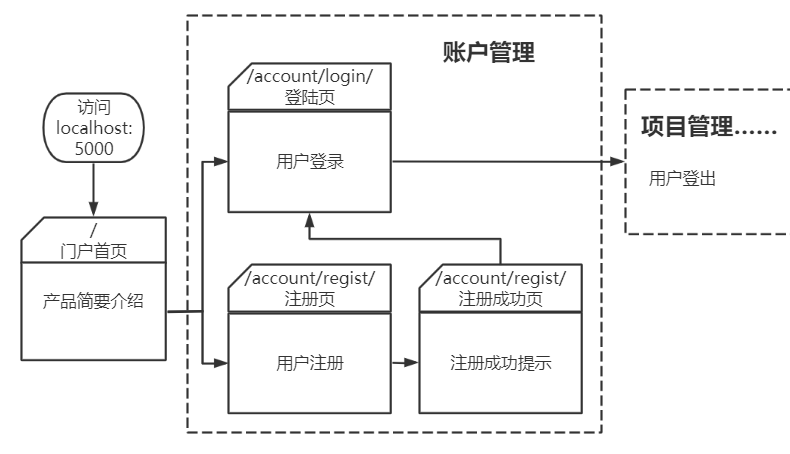 账户管理
/account/login/
登陆页
用户登录
访问
localhost:
5000
项目管理……
用户登出
/
门户首页
产品简要介绍
/account/regist/
注册页
用户注册
/account/regist/
注册成功页
注册成功提示